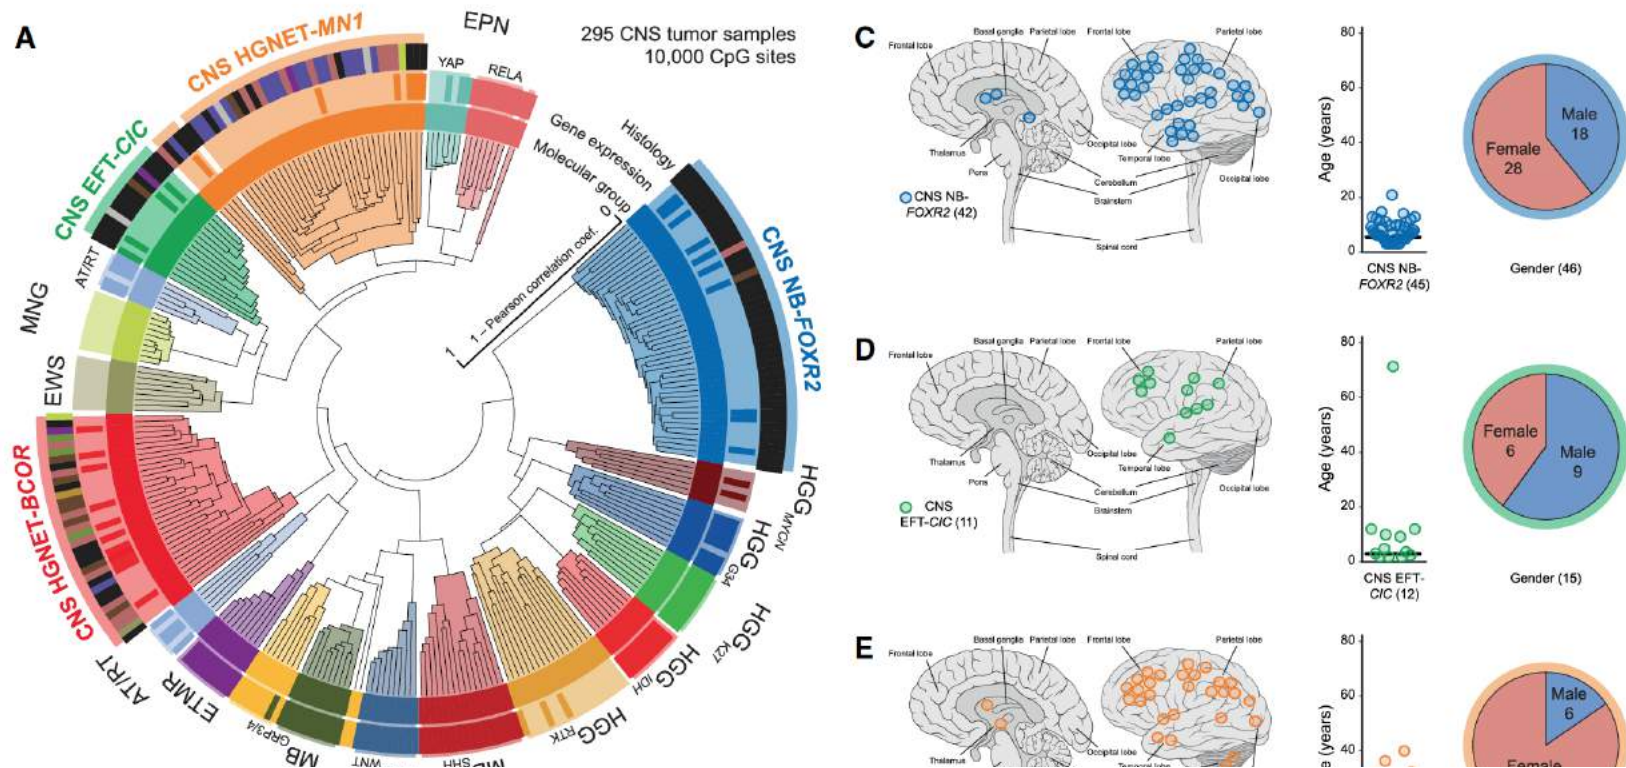 A
295 CNS tumor samples
10,000 CpG sites
CNS HGNET-MN1
EPN
YAP
RELA
Histology
Gene expression
Molecular group
0
1 – Pearson correlation coef.
1
CNS NB-FOXR2
CNS EFT-CIC
AT/RT
MNG
EWS
CNS HGNET-BCOR
AT/RT
ETMR
MB GRP3/4
WNT
SHH
HGG RTK
HGG IDH
HGG K27
HGG G34
HGG MYCN
C
Frontal lobe
Basal ganglia
Parietal lobe
Frontal lobe
Parietal lobe
Thalamus
Pons
Occipital lobe
Temporal lobe
Cerebellum
Brainstem
Occipital lobe
Spinal cord
CNS NB-
FOXR2 (42)
Age (years)
80
60
40
20
0
CNS NB-
FOXR2 (45)
Male
18
Female
28
Gender (46)
D
Frontal lobe
Basal ganglia
Parietal lobe
Frontal lobe
Parietal lobe
Thalamus
Pons
Occipital lobe
Temporal lobe
Cerebellum
Brainstem
Occipital lobe
Spinal cord
CNS
EFT-CIC (11)
Age (years)
80
60
40
20
0
CNS EFT-
CIC (12)
Female
6
Male
9
Gender (15)
E
Frontal lobe
Basal ganglia
Parietal lobe
Frontal lobe
Parietal lobe
Thalamus
Occipital lobe
Temporal lobe
Occipital lobe
(years)
80
60
40
Male
6
Female